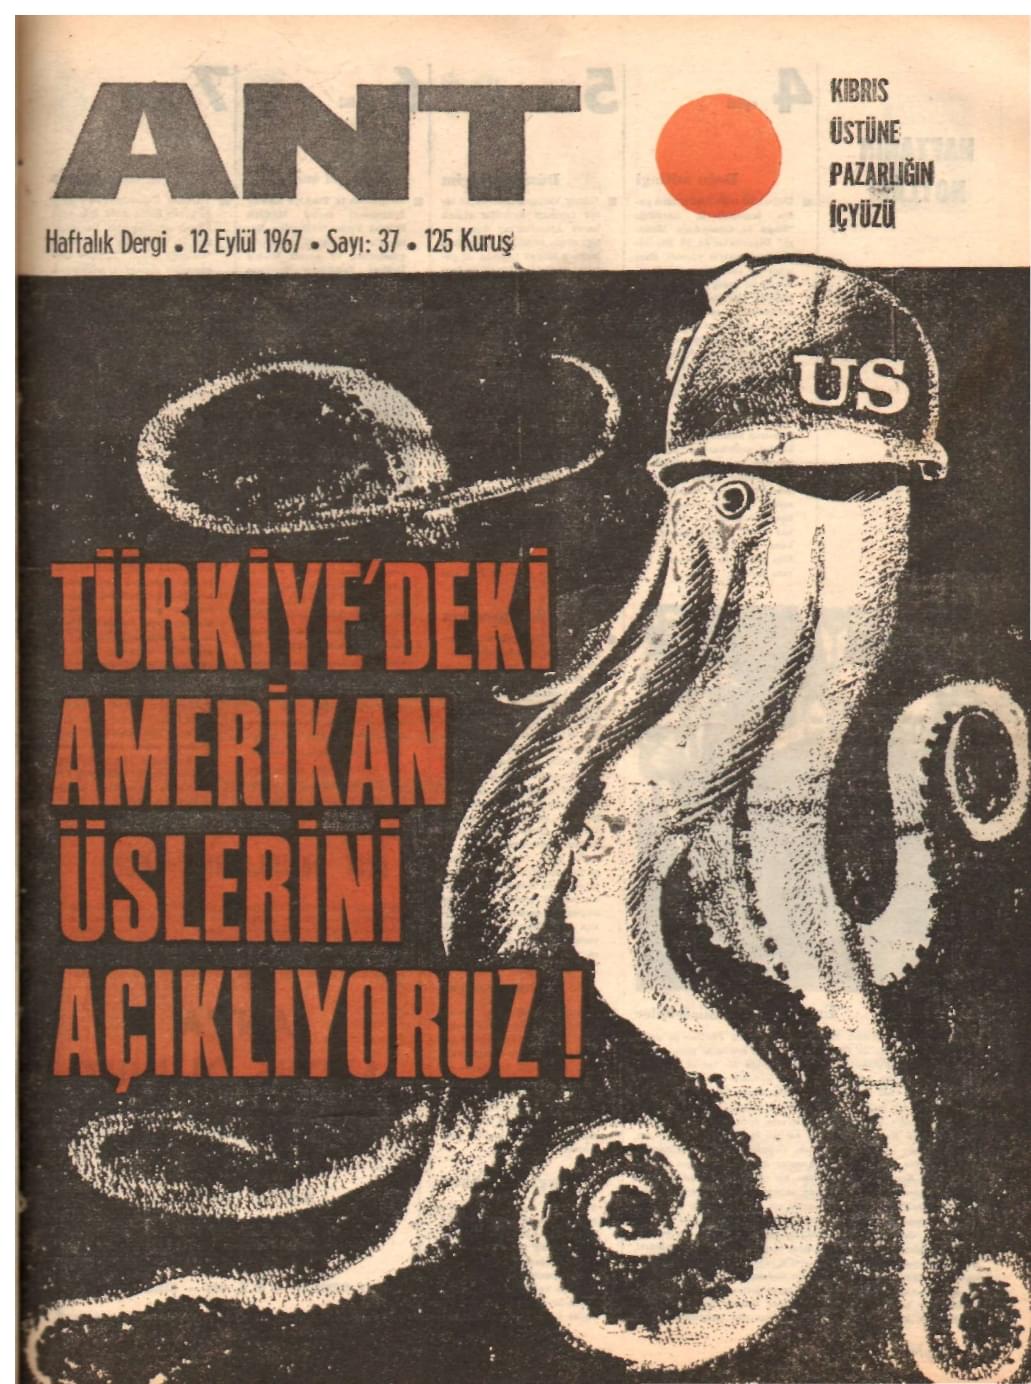 ANT
KIBRIS
ÜSTÜNE
PAZARLIĞIN
İÇYÜZÜ
Haftalık Dergi • 12 Eylül 1967 • Sayı: 37 • 125 Kuruş
US
TÜRKİYE'DEKİ
AMERİKAN
ÜSLERİNİ
AÇIKLIYORUZ !